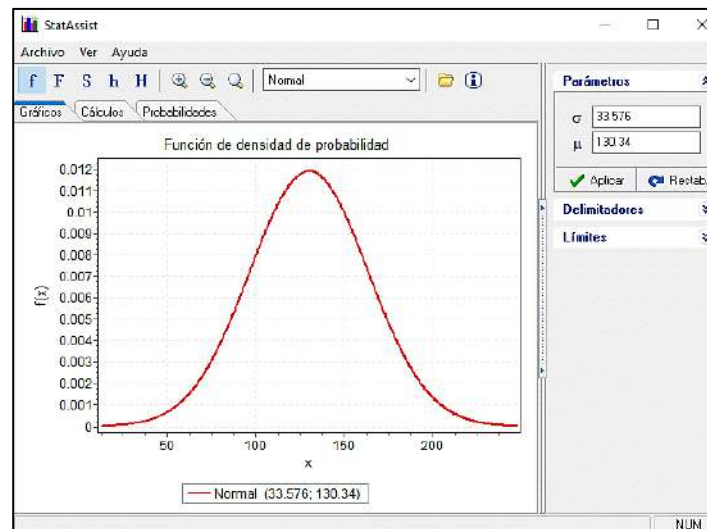 StatAssist
Archivo Ver Ayuda
f F S h H Normal
Gráficos Cálculos Probabilidades
Función de densidad de probabilidad
0.012
0.011
0.01
0.009
0.008
0.007
0.006
0.005
0.004
0.003
0.002
0.001
0
f(x)
50 100 150 200
x
Normal (33.576; 130.34)
Parámetros
σ 33.576
μ 130.34
Aplicar Restab.
Delimitadores
Límites
NUM